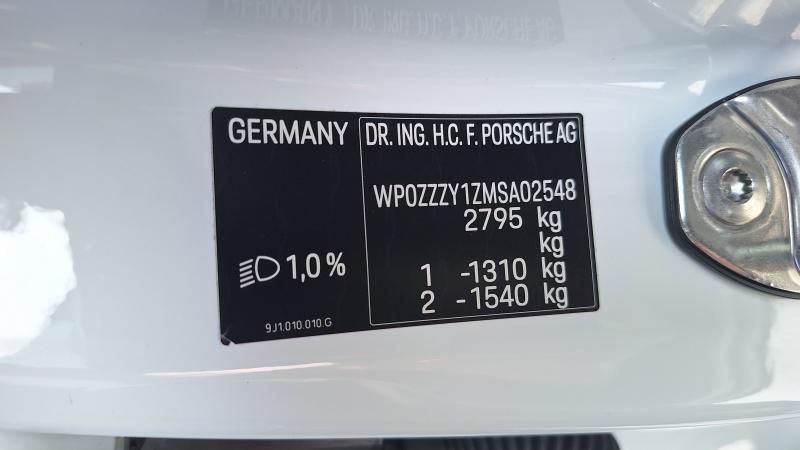 GERMANY
DR. ING. H.C. F. PORSCHE AG
WP0ZZZY1ZMSA02548
2795 kg
kg
1 -1310 kg
2 -1540 kg
1,0 %
9J1.010.010.G